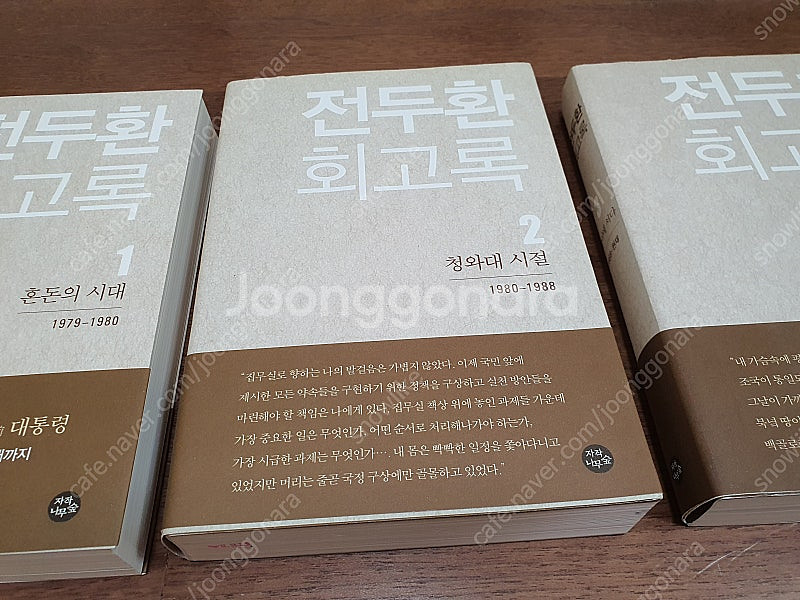 전두환
회고록
1
혼돈의 시대
1979-1980
대통령
까지
자작
나무숲
전두환
회고록
2
청와대 시절
1980-1988
“집무실로 향하는 나의 발걸음은 가볍지 않았다. 이제 국민 앞에
제시한 모든 약속들을 구현하기 위한 정책을 구상하고 실천 방안들을
마련해야 할 책임은 나에게 있다. 집무실 책상 위에 놓인 과제들 가운데
가장 중요한 일은 무엇인가, 어떤 순서로 처리해나가야 하는가,
가장 시급한 과제는 무엇인가…. 내 몸은 빡빡한 일정을 쫓아다니고
있었지만 머리는 줄곧 국정 구상에만 골몰하고 있었다.”
자작
나무숲
전두환
회고
“내 가슴속에 평
조국이 통일도
그날이 가까
북녘 땅이
백골로
Joonggonara
cafe.naver.com/joonggonara